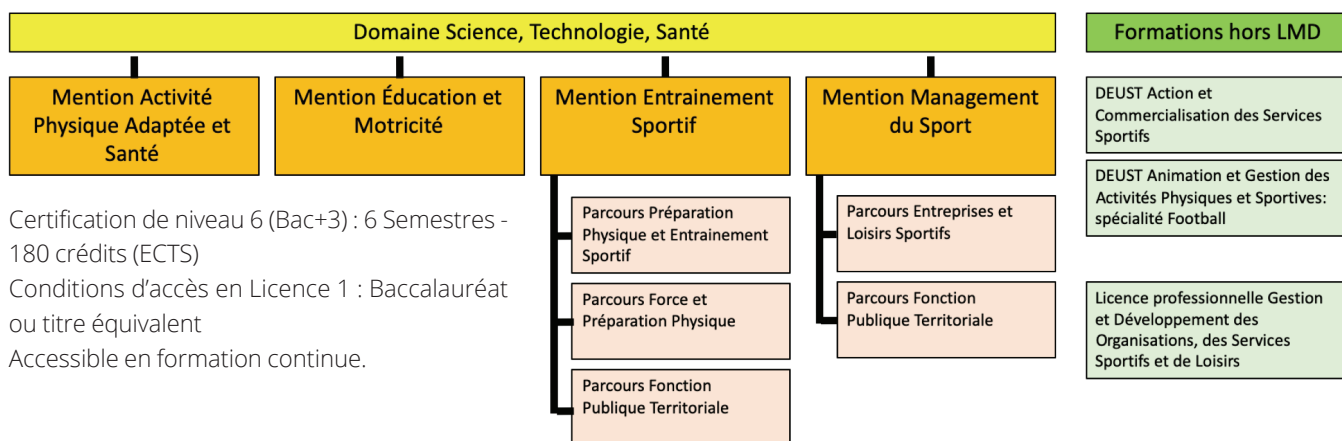 Domaine Science, Technologie, Santé
Mention Activité
Physique Adaptée et
Santé
Mention Éducation et
Motricité
Mention Entrainement
Sportif
Parcours Préparation
Physique et Entrainement
Sportif
Parcours Force et
Préparation Physique
Parcours Fonction
Publique Territoriale
Mention Management
du Sport
Parcours Entreprises et
Loisirs Sportifs
Parcours Fonction
Publique Territoriale
Certification de niveau 6 (Bac+3) : 6 Semestres -
180 crédits (ECTS)
Conditions d’accès en Licence 1 : Baccalauréat
ou titre équivalent
Accessible en formation continue.
Formations hors LMD
DEUST Action et
Commercialisation des Services
Sportifs
DEUST Animation et Gestion des
Activités Physiques et Sportives:
spécialité Football
Licence professionnelle Gestion
et Développement des
Organisations, des Services
Sportifs et de Loisirs